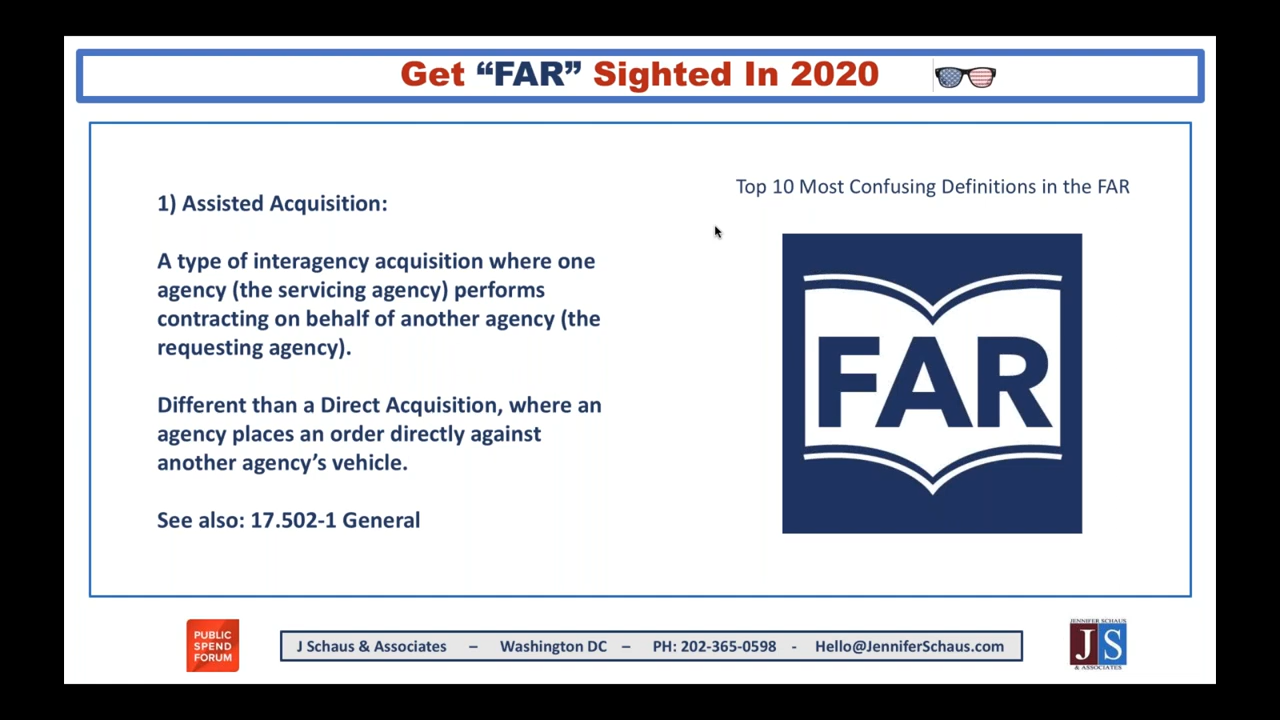 Get “FAR” Sighted In 2020
1) Assisted Acquisition:
A type of interagency acquisition where one
agency (the servicing agency) performs
contracting on behalf of another agency (the
requesting agency).
Different than a Direct Acquisition, where an
agency places an order directly against
another agency’s vehicle.
See also: 17.502-1 General
Top 10 Most Confusing Definitions in the FAR
FAR
PUBLIC
SPEND
FORUM
J Schaus & Associates – Washington DC – PH: 202-365-0598 - Hello@JenniferSchaus.com
JENNIFER SCHAUS
JS
& ASSOCIATES